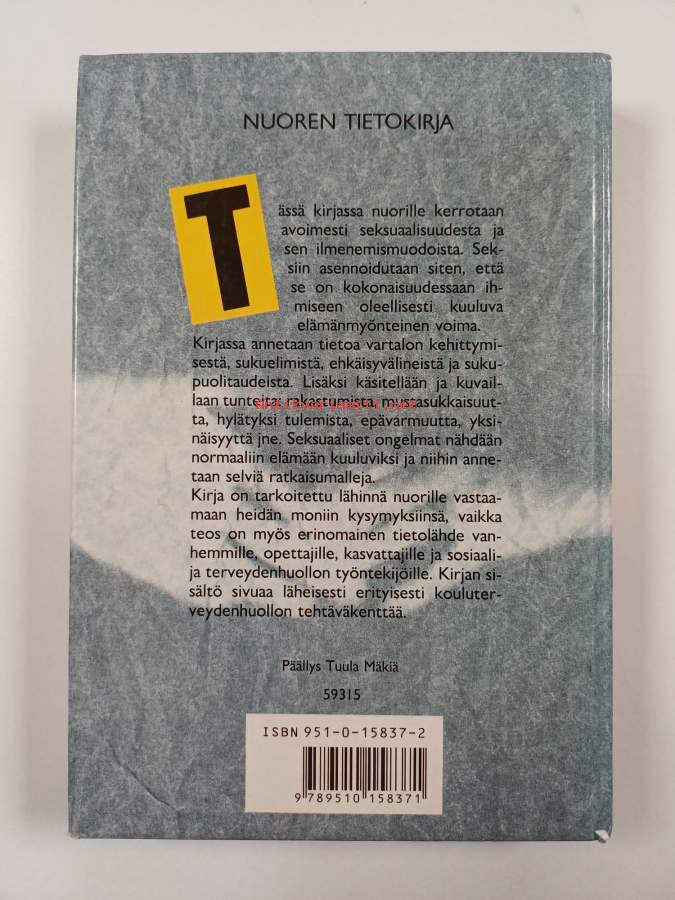 NUOREN TIETOKIRJA
Tässä kirjassa nuorille kerrotaan
avoimesti seksuaalisuudesta ja
sen ilmenemismuodoista. Sek-
siin asennoidutaan siten, että
se on kokonaisuudessaan ih-
miseen oleellisesti kuuluva
elämänmyönteinen voima.
Kirjassa annetaan tietoa vartalon kehittymi-
sestä, sukuelimistä, ehkäisyvälineistä ja suku-
puolitaudeista. Lisäksi käsitellään ja kuvail-
laan tunteita: rakastumista, mustasukkaisuut-
ta, hylätyksi tulemista, epävarmuutta, yksi-
näisyyttä jne. Seksuaaliset ongelmat nähdään
normaaliin elämään kuuluviksi ja niihin anne-
taan selviä ratkaisumalleja.
Kirja on tarkoitettu lähinnä nuorille vastaa-
maan heidän moniin kysymyksiinsä, vaikka
teos on myös erinomainen tietolähde van-
hemmille, opettajille, kasvattajille ja sosiaali-
ja terveydenhuollon työntekijöille. Kirjan si-
sältö sivuaa läheisesti erityisesti kouluter-
veydenhuollon tehtäväkenttää.
Päällys Tuula Mäkiä
59315
ISBN 951-0-15837-2
9 789510 158371